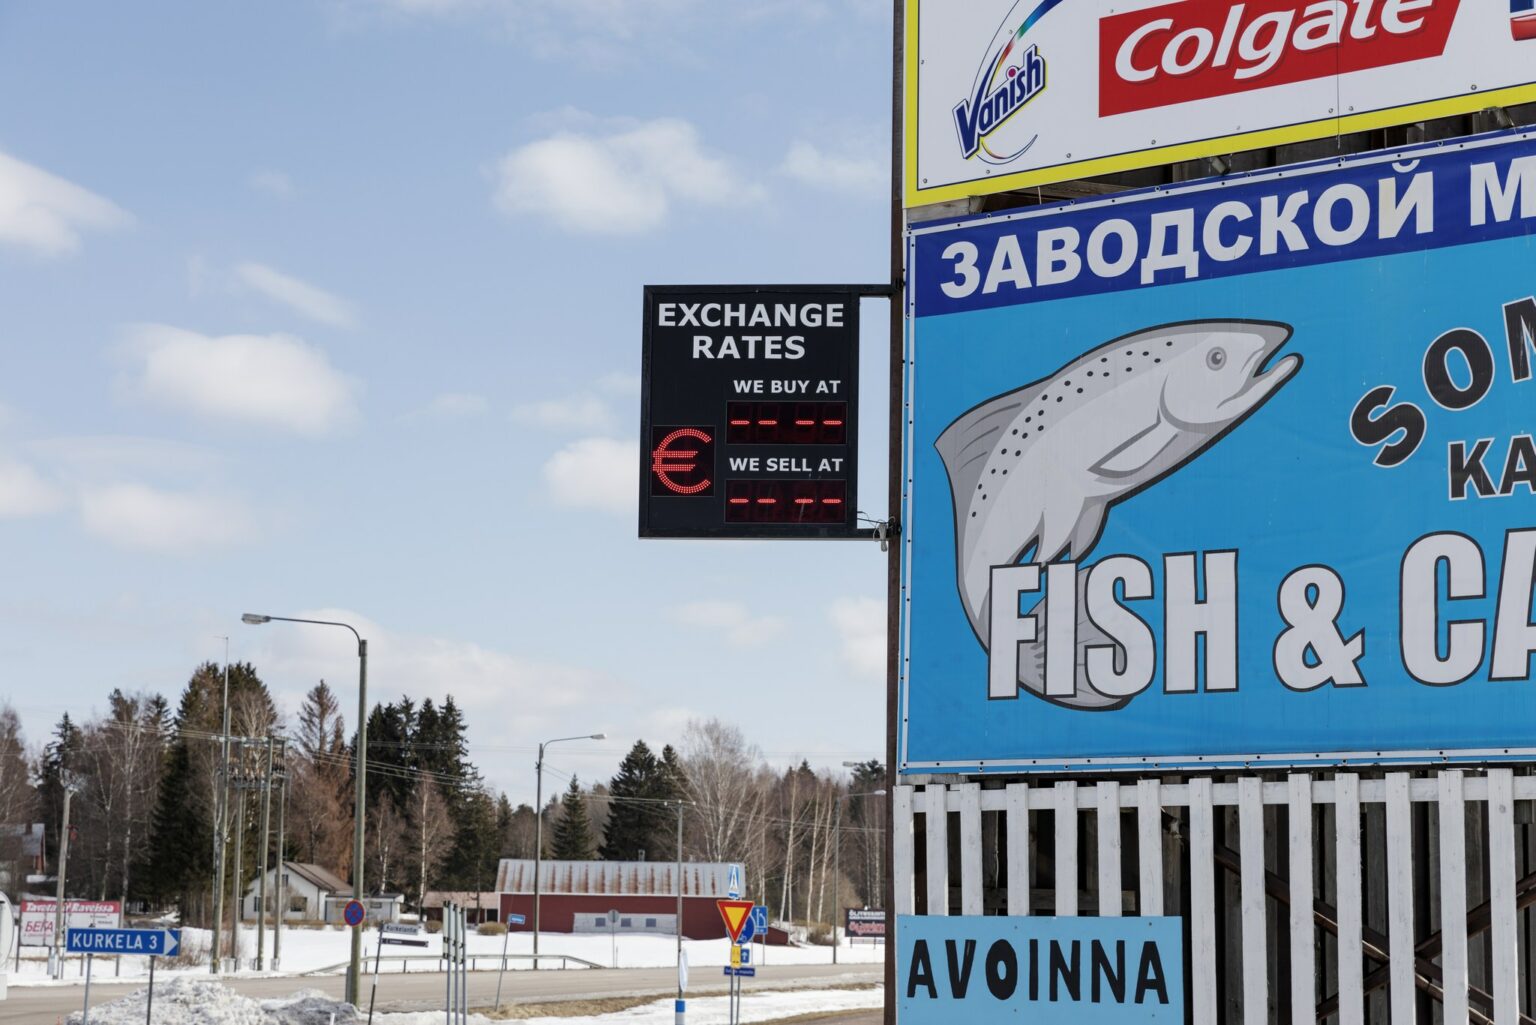 Vanish
Colgate
ЗАВОДСКОЙ М
SOM
KA
FISH & CA
EXCHANGE
RATES
WE BUY AT
-- --
€
WE SELL AT
-- --
AVOINNA
KURKELA 3